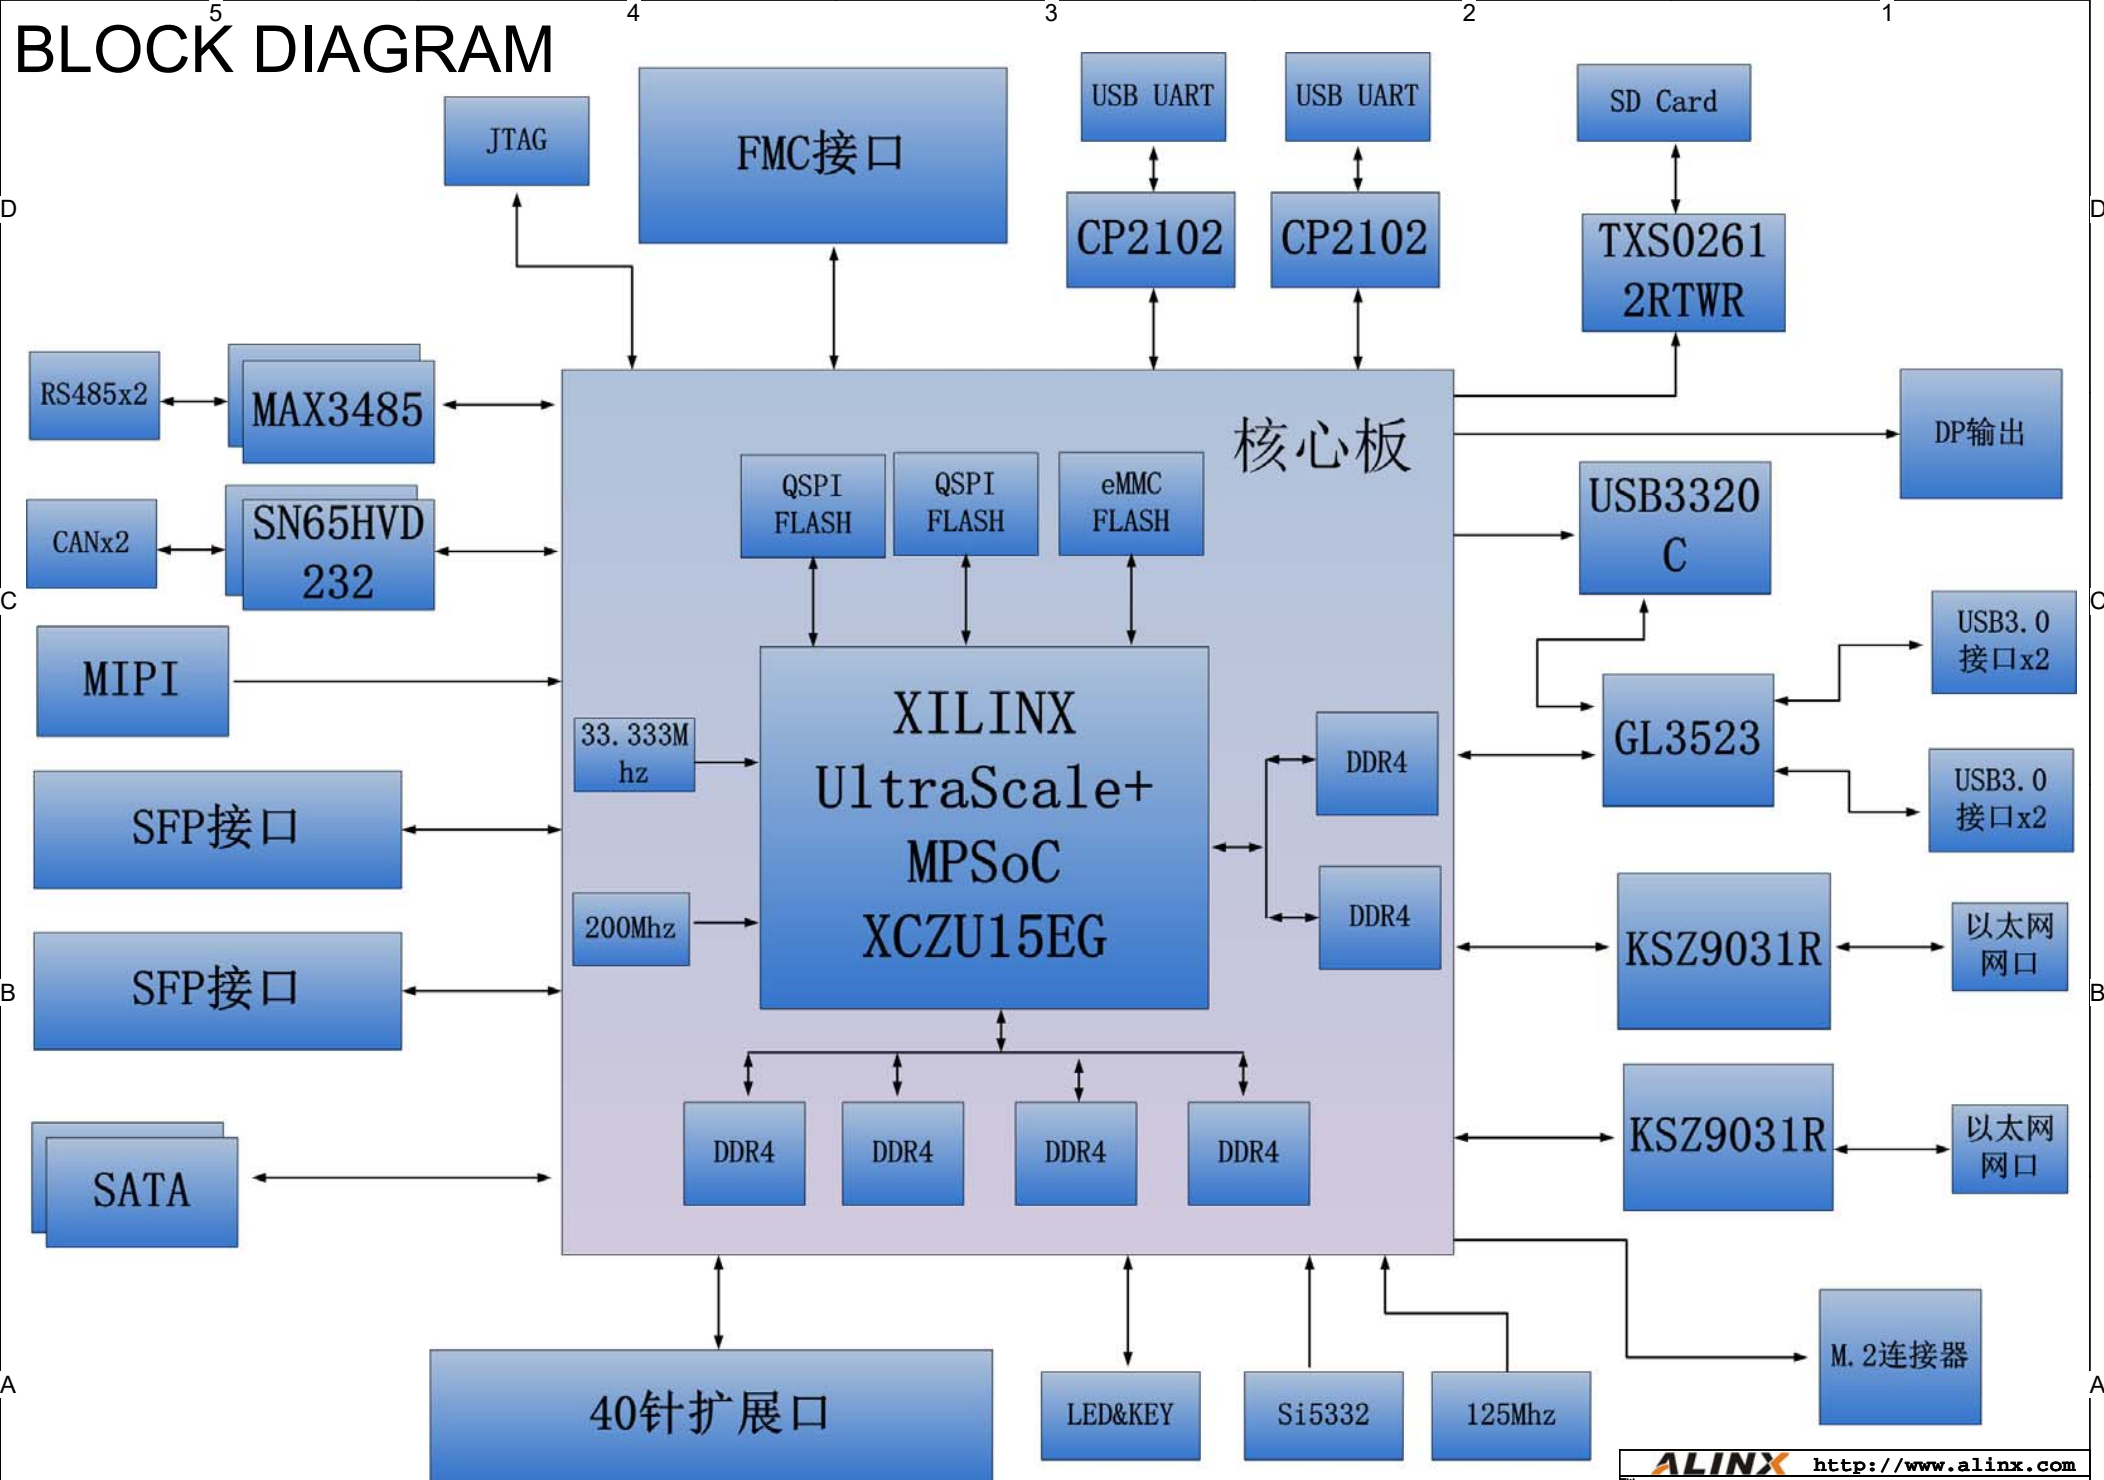 5 4 3 2 1
BLOCK DIAGRAM
USB UART
USB UART
SD Card
JTAG
FMC接口
D
D
CP2102
CP2102
TXS0261
2RTWR
RS485x2
MAX3485
核心板
DP输出
QSPI
FLASH
QSPI
FLASH
eMMC
FLASH
USB3320
C
CANx2
SN65HVD
232
C
C
USB3.0
接口x2
MIPI
XILINX
UltraScale+
MPSoC
XCZU15EG
33.333M
hz
DDR4
GL3523
USB3.0
接口x2
SFP接口
200Mhz
DDR4
KSZ9031R
以太网
网口
SFP接口
B
B
KSZ9031R
以太网
网口
DDR4
DDR4
DDR4
DDR4
SATA
M.2连接器
A
A
40针扩展口
LED&KEY
Si5332
125Mhz
ALINX
http://www.alinx.com